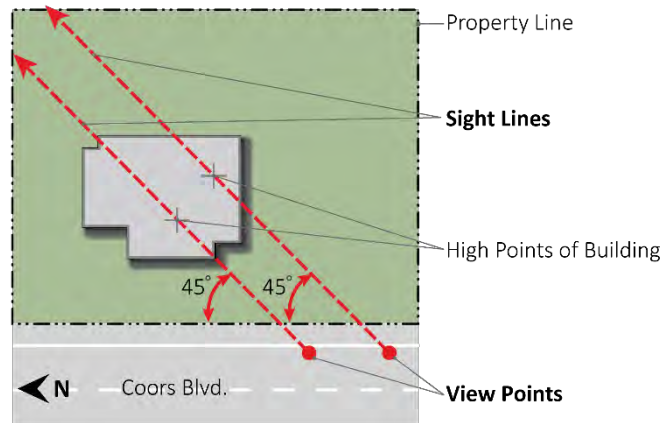 Property Line
Sight Lines
High Points of Building
45°
45°
N
Coors Blvd.
View Points